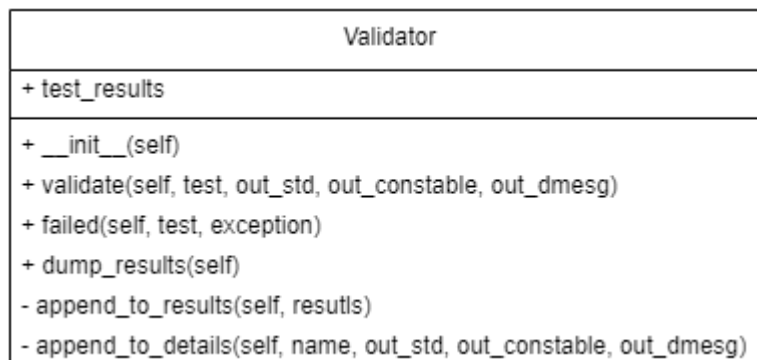 Validator
+ test_results
+ __init__(self)
+ validate(self, test, out_std, out_constable, out_dmesg)
+ failed(self, test, exception)
+ dump_results(self)
- append_to_results(self, resutls)
- append_to_details(self, name, out_std, out_constable, out_dmesg)